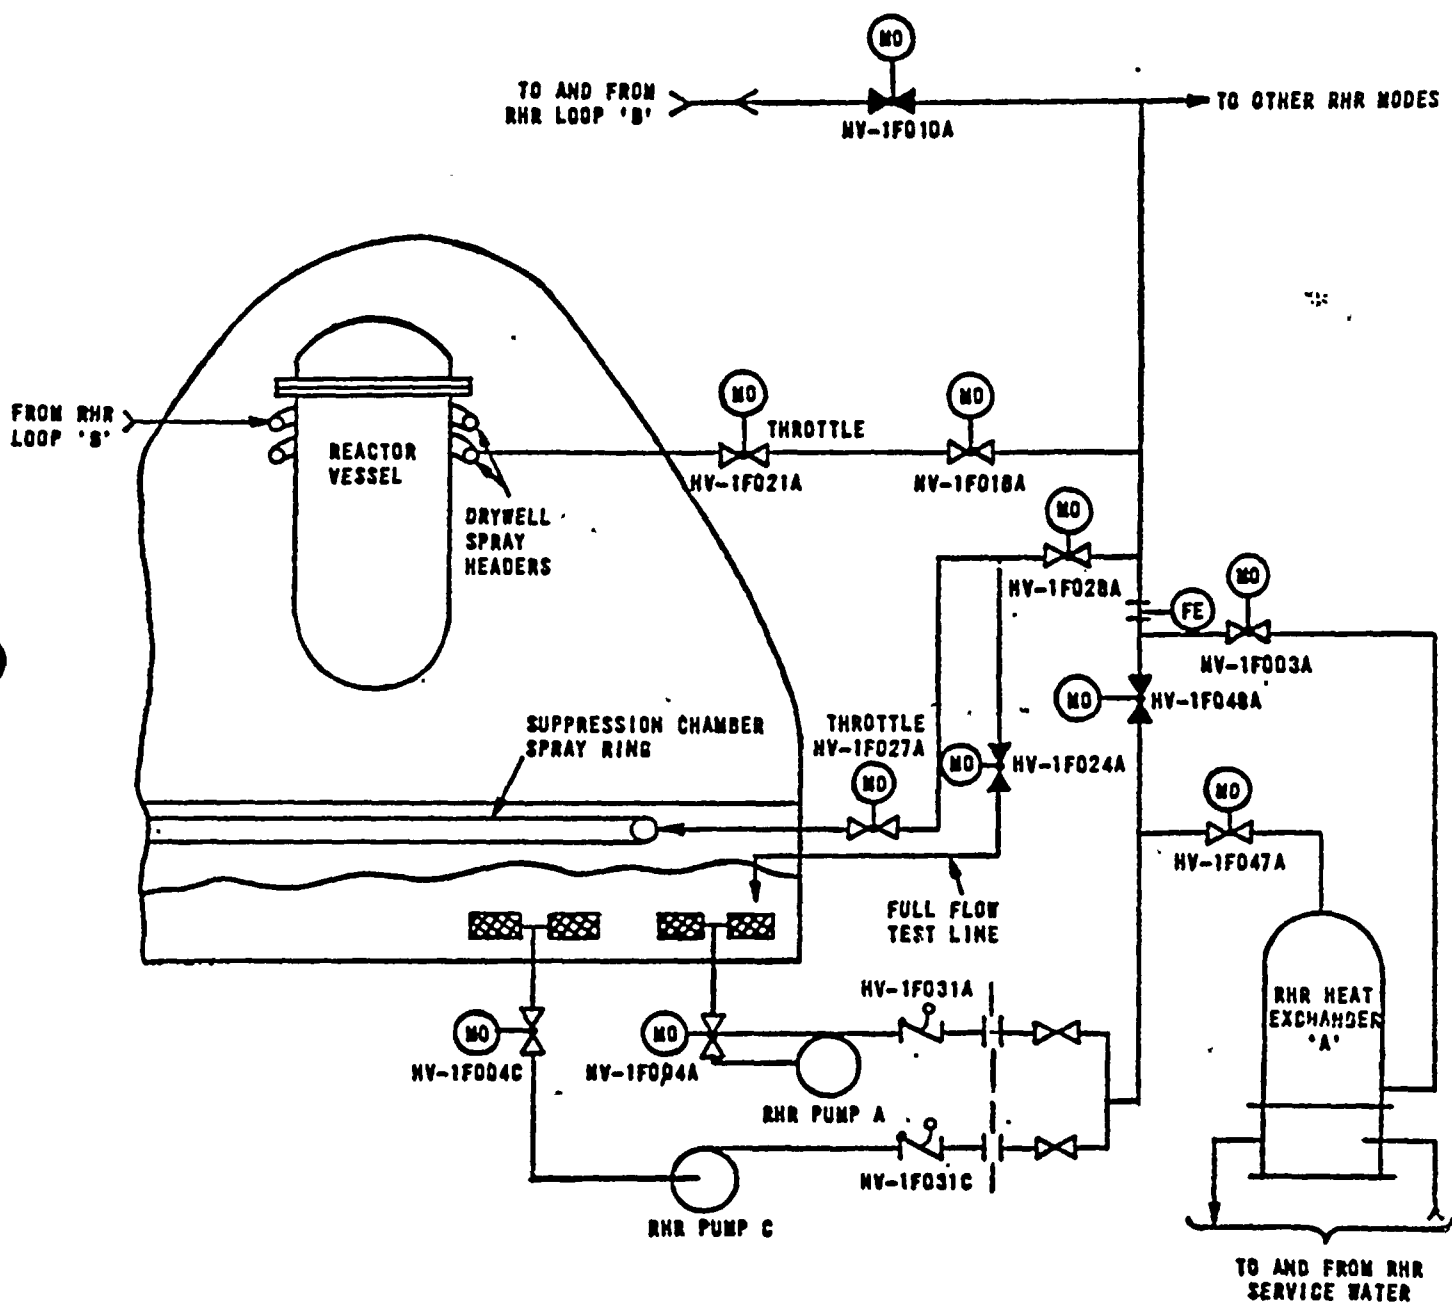 MO
TO AND FROM
RHR LOOP 'B'
HV-1F010A
TO OTHER RHR MODES
FROM RHR
LOOP 'B'
REACTOR
VESSEL
DRYWELL
SPRAY
HEADERS
MO
THROTTLE
HV-1F021A
MO
HV-1F018A
MO
HV-1F028A
FE
MO
HV-1F003A
MO
HV-1F048A
SUPPRESSION CHAMBER
SPRAY RING
THROTTLE
HV-1F027A
MO
MO
HV-1F024A
MO
HV-1F047A
FULL FLOW
TEST LINE
MO
HV-1F004C
MO
HV-1F004A
HV-1F031A
RHR PUMP A
HV-1F031C
RHR PUMP C
RHR HEAT
EXCHANGER
'A'
TO AND FROM RHR
SERVICE WATER